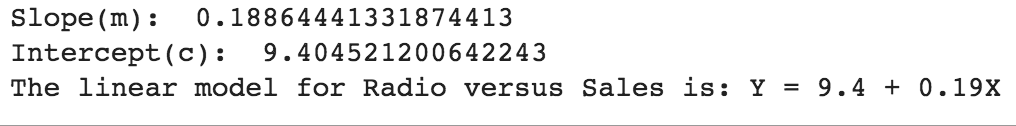 Slope(m):  0.18864441331874413
Intercept(c):  9.404521200642243
The linear model for Radio versus Sales is: Y = 9.4 + 0.19X